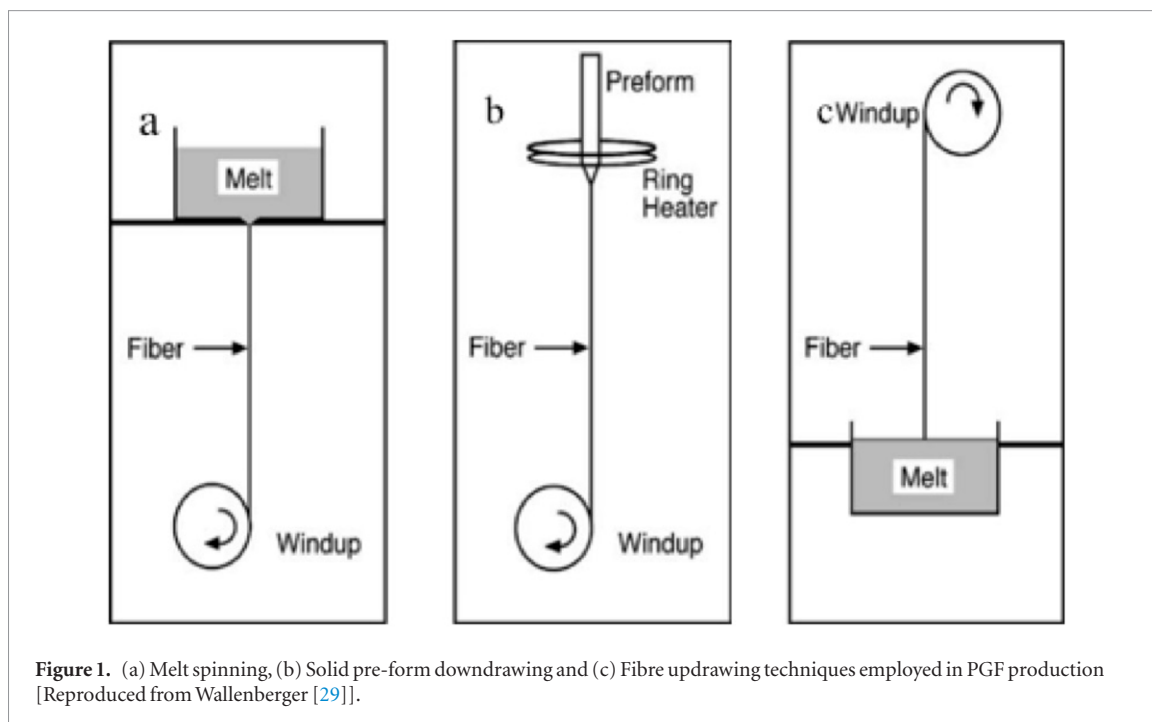 a
Melt
Fiber
Windup
b
Preform
Ring
Heater
Fiber
Windup
c Windup
Fiber
Melt
Figure 1. (a) Melt spinning, (b) Solid pre-form downdrawing and (c) Fibre updrawing techniques employed in PGF production
[Reproduced from Wallenberger [29]].